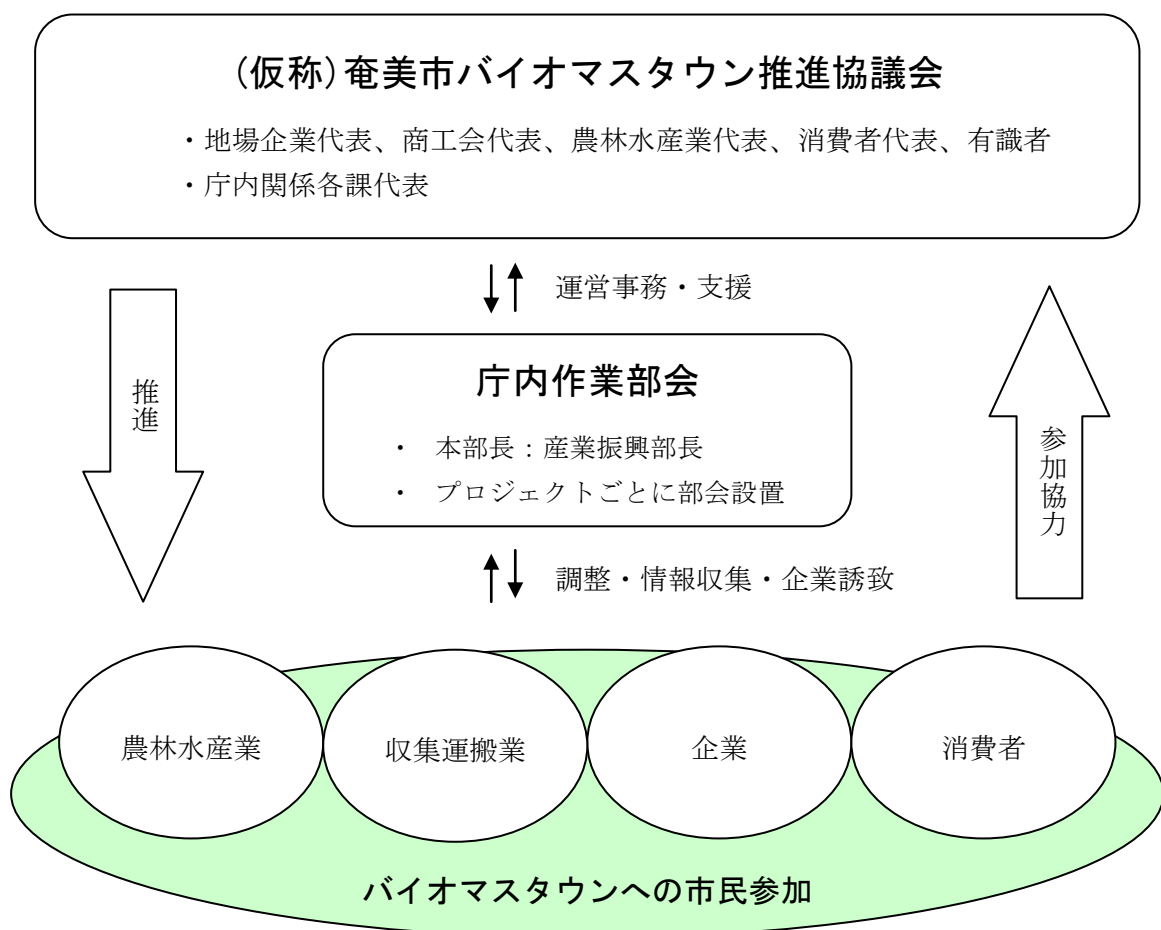 (仮称)奄美市バイオマスタウン推進協議会
・地場企業代表、商工会代表、農林水産業代表、消費者代表、有識者
・庁内関係各課代表
運営事務・支援
推進
庁内作業部会
・ 本部長：産業振興部長
・ プロジェクトごとに部会設置
参加協力
調整・情報収集・企業誘致
農林水産業
収集運搬業
企業
消費者
バイオマスタウンへの市民参加